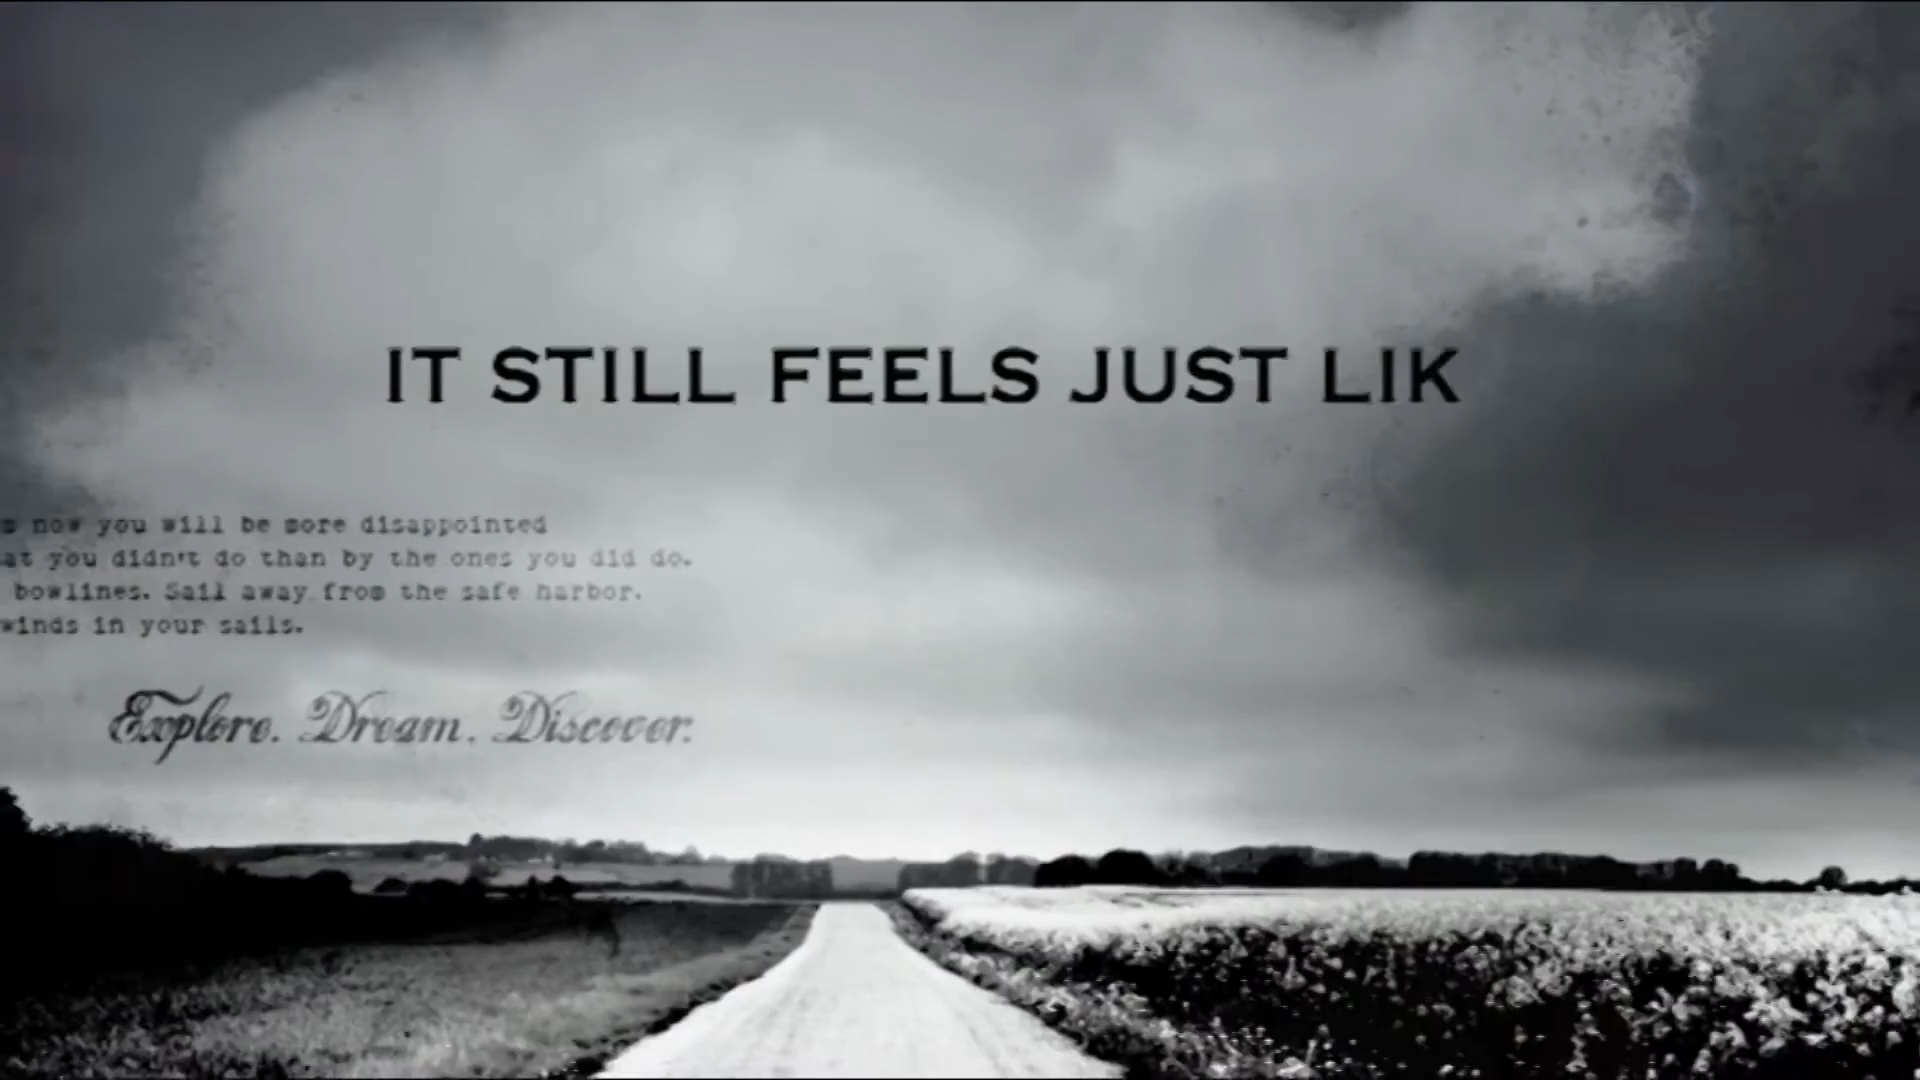 IT STILL FEELS JUST LIK
now you will be more disappointed
at you didn't do than by the ones you did do.
bowlines. Sail away from the safe harbor.
winds in your sails.
Explore. Dream. Discover.